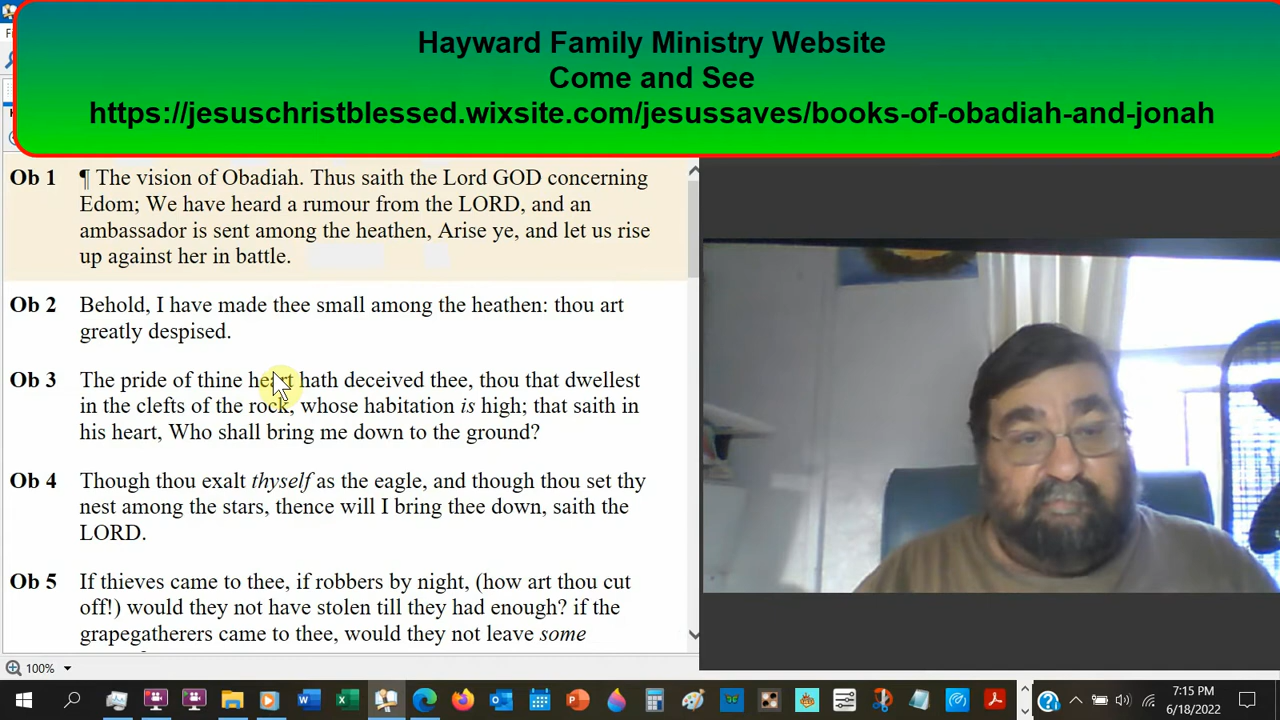 Hayward Family Ministry Website
Come and See
https://jesuschristblessed.wixsite.com/jesussaves/books-of-obadiah-and-jonah
Ob 1 ¶ The vision of Obadiah. Thus saith the Lord GOD concerning
Edom; We have heard a rumour from the LORD, and an
ambassador is sent among the heathen, Arise ye, and let us rise
up against her in battle.
Ob 2 Behold, I have made thee small among the heathen: thou art
greatly despised.
Ob 3 The pride of thine heart hath deceived thee, thou that dwellest
in the clefts of the rock, whose habitation is high; that saith in
his heart, Who shall bring me down to the ground?
Ob 4 Though thou exalt thyself as the eagle, and though thou set thy
nest among the stars, thence will I bring thee down, saith the
LORD.
Ob 5 If thieves came to thee, if robbers by night, (how art thou cut
off!) would they not have stolen till they had enough? if the
grapegatherers came to thee, would they not leave some
100%
7:15 PM
6/18/2022